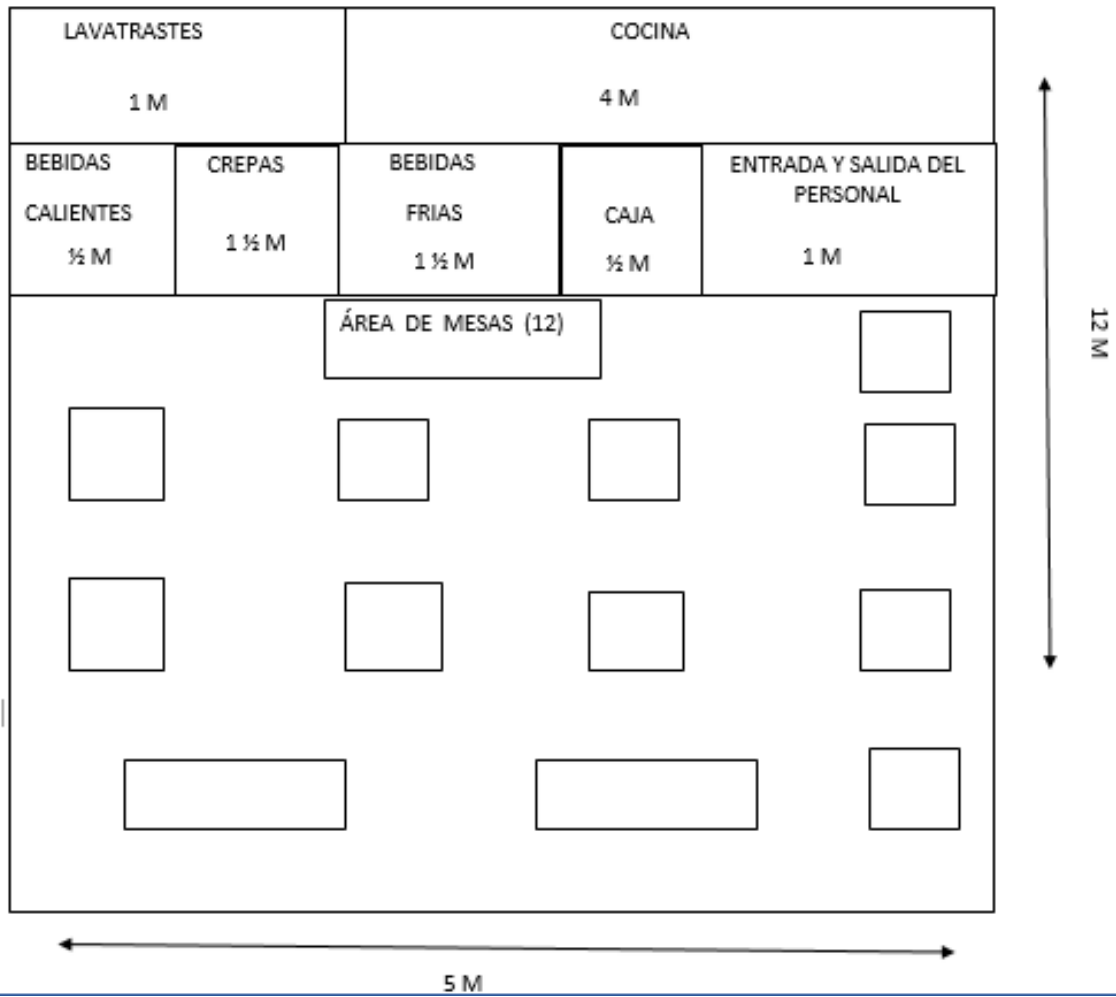 LAVATRASTES
1 M
COCINA
4 M
BEBIDAS
CALIENTES
½ M
CREPAS
1 ½ M
BEBIDAS
FRIAS
1 ½ M
CAJA
½ M
ENTRADA Y SALIDA DEL
PERSONAL
1 M
ÁREA DE MESAS (12)
12 M
5 M